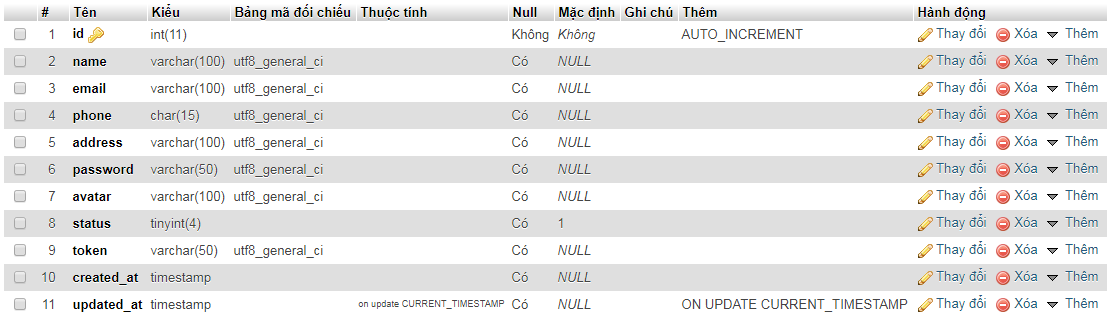 # Tên Kiểu Bảng mã đối chiếu Thuộc tính Null Mặc định Ghi chú Thêm Hành động
1 id int(11) Không Không AUTO_INCREMENT Thay đổi Xóa Thêm
2 name varchar(100) utf8_general_ci Có NULL Thay đổi Xóa Thêm
3 email varchar(100) utf8_general_ci Có NULL Thay đổi Xóa Thêm
4 phone char(15) utf8_general_ci Có NULL Thay đổi Xóa Thêm
5 address varchar(100) utf8_general_ci Có NULL Thay đổi Xóa Thêm
6 password varchar(50) utf8_general_ci Có NULL Thay đổi Xóa Thêm
7 avatar varchar(100) utf8_general_ci Có NULL Thay đổi Xóa Thêm
8 status tinyint(4) Có 1 Thay đổi Xóa Thêm
9 token varchar(50) utf8_general_ci Có NULL Thay đổi Xóa Thêm
10 created_at timestamp Có NULL Thay đổi Xóa Thêm
11 updated_at timestamp on update CURRENT_TIMESTAMP Có NULL ON UPDATE CURRENT_TIMESTAMP Thay đổi Xóa Thêm